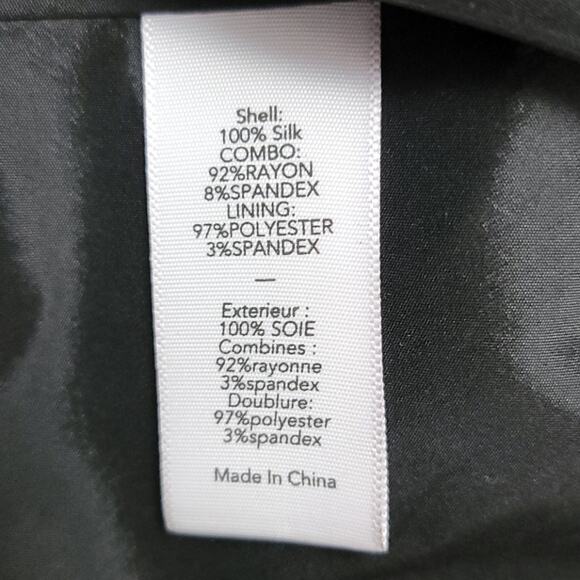 Shell:
100% Silk
COMBO:
92%RAYON
8%SPANDEX
LINING:
97%POLYESTER
3%SPANDEX
—
Exterieur :
100% SOIE
Combines :
92%rayonne
3%spandex
Doublure:
97%polyester
3%spandex
Made In China